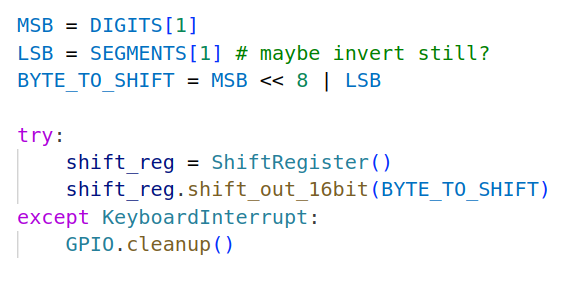 MSB = DIGITS[1]
LSB = SEGMENTS[1] # maybe invert still?
BYTE_TO_SHIFT = MSB << 8 | LSB
try:
shift_reg = ShiftRegister()
shift_reg.shift_out_16bit(BYTE_TO_SHIFT)
except KeyboardInterrupt:
GPIO.cleanup()